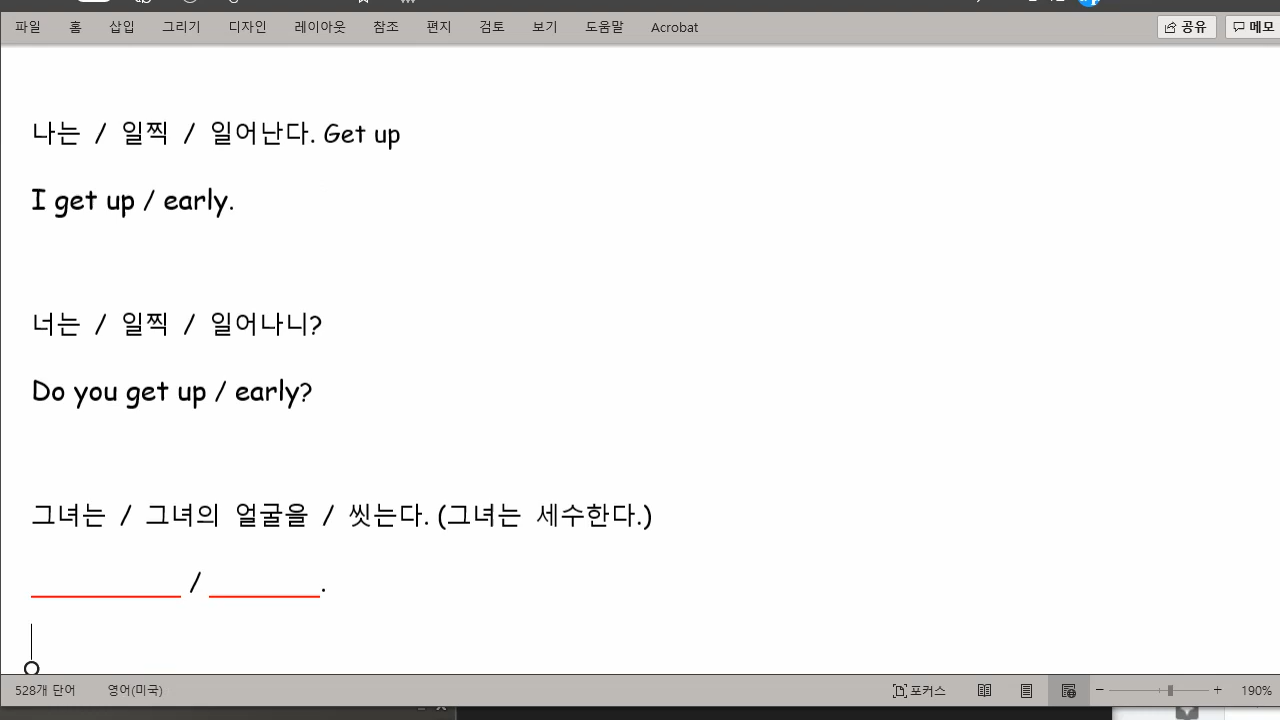 파일 홈 삽입 그리기 디자인 레이아웃 참조 편지 검토 보기 도움말 Acrobat 공유 메모
나는 / 일찍 / 일어난다. Get up
I get up / early.
너는 / 일찍 / 일어나니?
Do you get up / early?
그녀는 / 그녀의 얼굴을 / 씻는다. (그녀는 세수한다.)
__________ / _______.
528개 단어 영어(미국) 포커스 190%